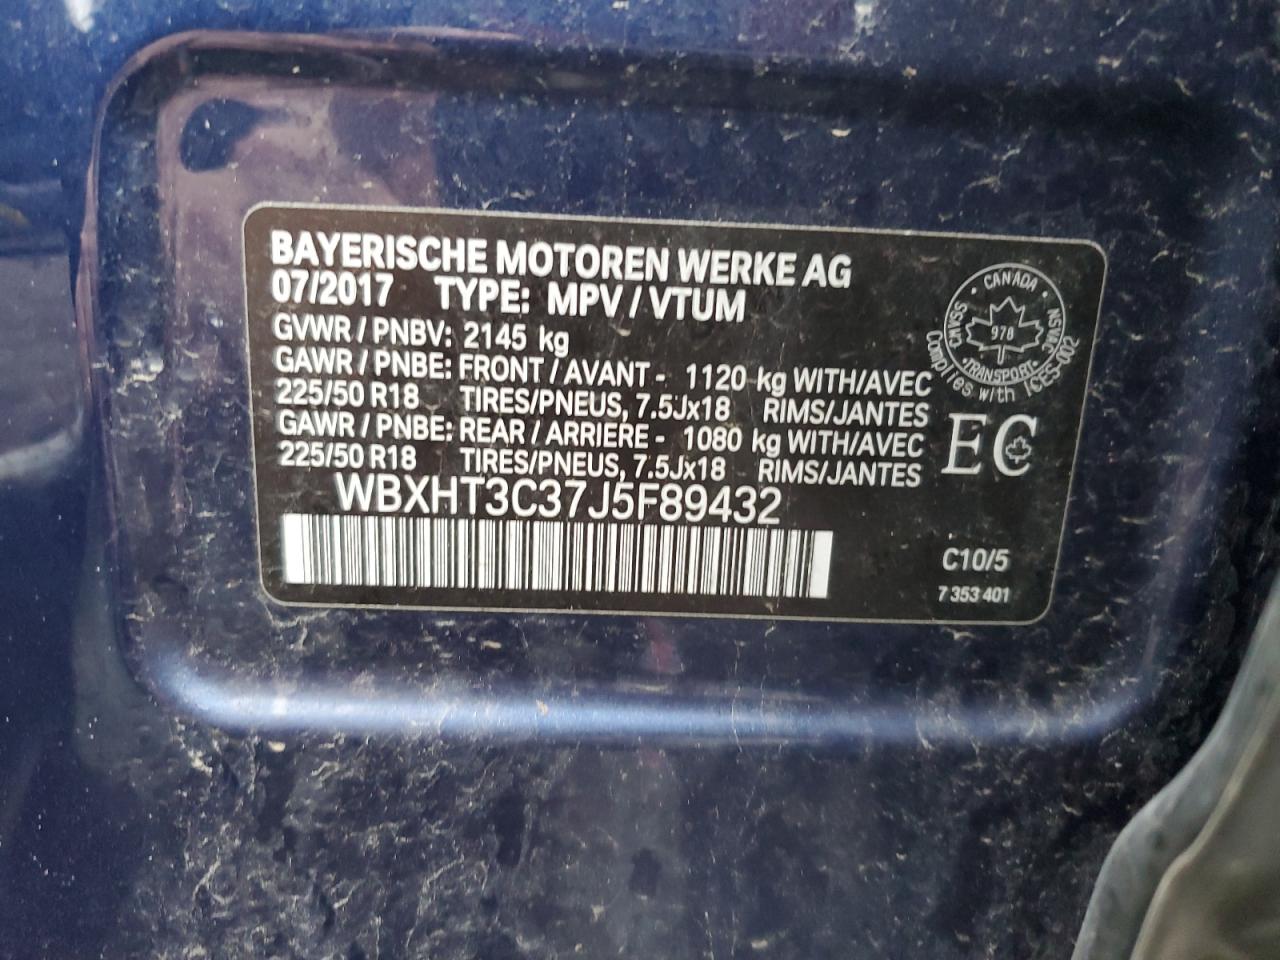 BAYERISCHE MOTOREN WERKE AG
07/2017 TYPE: MPV / VTUM
GVWR / PNBV: 2145 kg
GAWR / PNBE: FRONT / AVANT - 1120 kg WITH/AVEC
225/50 R18 TIRES/PNEUS, 7.5Jx18 RIMS/JANTES
GAWR / PNBE: REAR / ARRIERE - 1080 kg WITH/AVEC
225/50 R18 TIRES/PNEUS, 7.5Jx18 RIMS/JANTES
WBXHT3C37J5F89432
CANADA
CMVSS
NSVAC
978
TRANSPORT
Complies with ICES-002
EC
C10/5
7 353 401